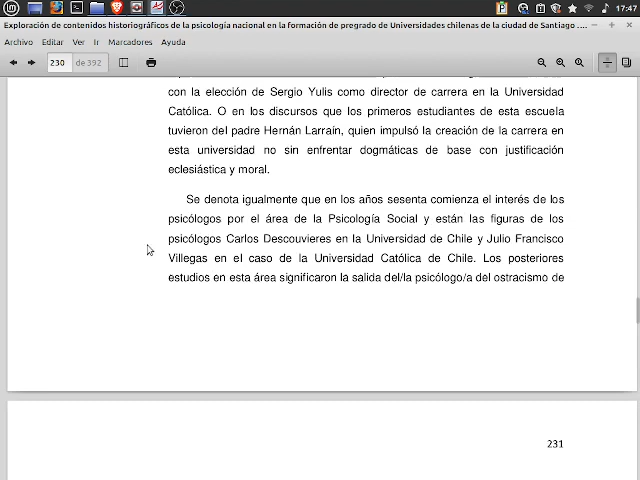 17:47
Exploración de contenidos historiográficos de la psicología nacional en la formación de pregrado de Universidades chilenas de la ciudad de Santiago ....
Archivo Editar Ver Ir Marcadores Ayuda
230 de 392
con la elección de Sergio Yulis como director de carrera en la Universidad
Católica. O en los discursos que los primeros estudiantes de esta escuela
tuvieron del padre Hernán Larraín, quien impulsó la creación de la carrera en
esta universidad no sin enfrentar dogmáticas de base con justificación
eclesiástica y moral.
Se denota igualmente que en los años sesenta comienza el interés de los
psicólogos por el área de la Psicología Social y están las figuras de los
psicólogos Carlos Descouvieres en la Universidad de Chile y Julio Francisco
Villegas en el caso de la Universidad Católica de Chile. Los posteriores
estudios en esta área significaron la salida del/la psicólogo/a del ostracismo de
231